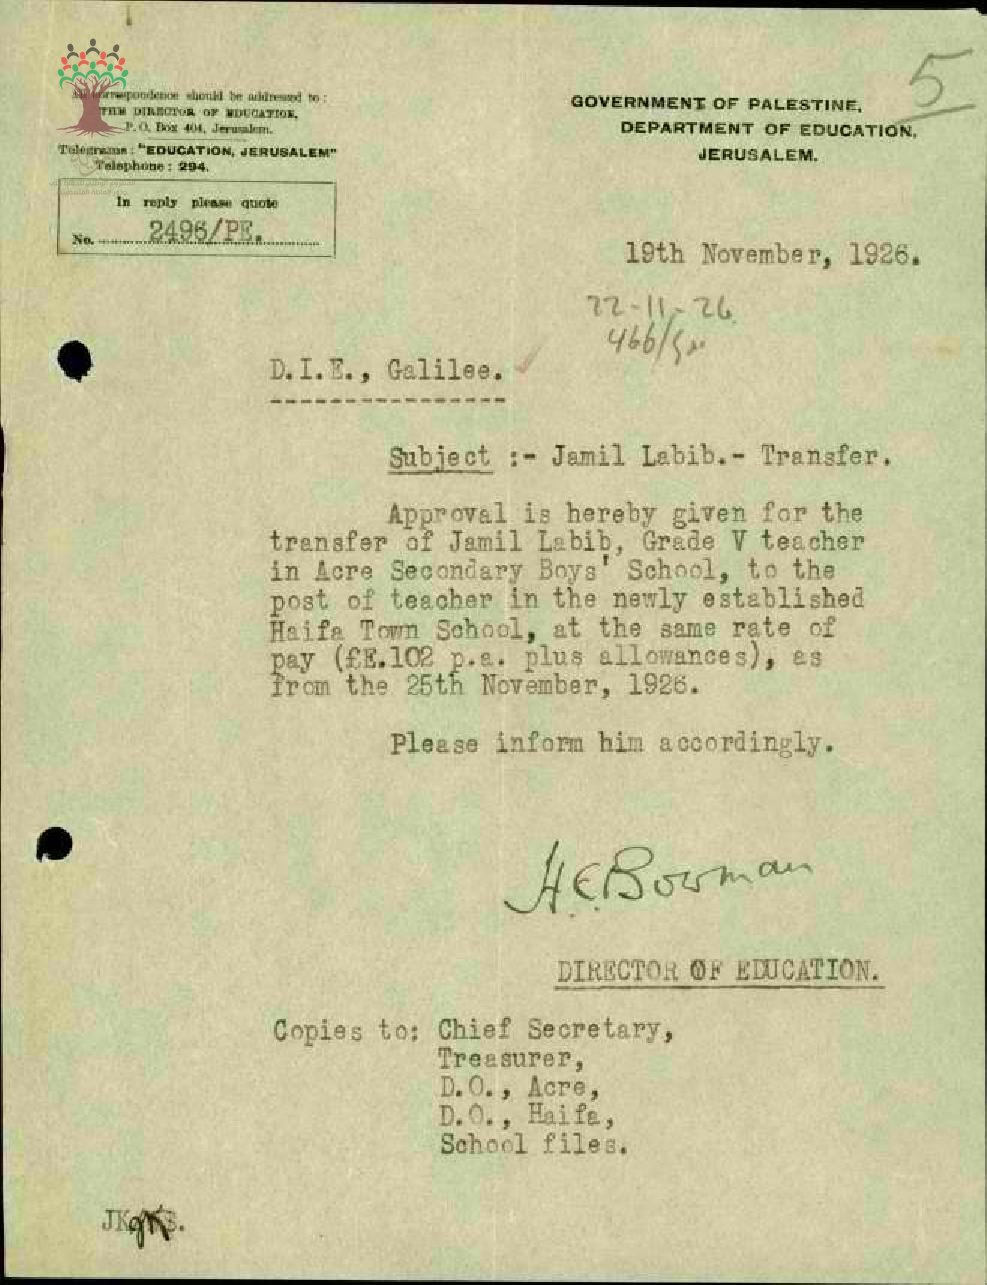 All correspondence should be addressed to :
THE DIRECTOR OF EDUCATION,
P. O. Box 404, Jerusalem.
Telegrams : "EDUCATION, JERUSALEM"
Telephone : 294.
In reply please quote
No. 2496/PE.
5
GOVERNMENT OF PALESTINE,
DEPARTMENT OF EDUCATION,
JERUSALEM.
19th November, 1926.
22-11-26
466/
D.I.E., Galilee.
Subject :- Jamil Labib.- Transfer.
Approval is hereby given for the
transfer of Jamil Labib, Grade V teacher
in Acre Secondary Boys' School, to the
post of teacher in the newly established
Haifa Town School, at the same rate of
pay (£E.102 p.a. plus allowances), as
from the 25th November, 1926.
Please inform him accordingly.
H.E.Bowman
DIRECTOR OF EDUCATION.
Copies to: Chief Secretary,
Treasurer,
D.O., Acre,
D.O., Haifa,
School files.